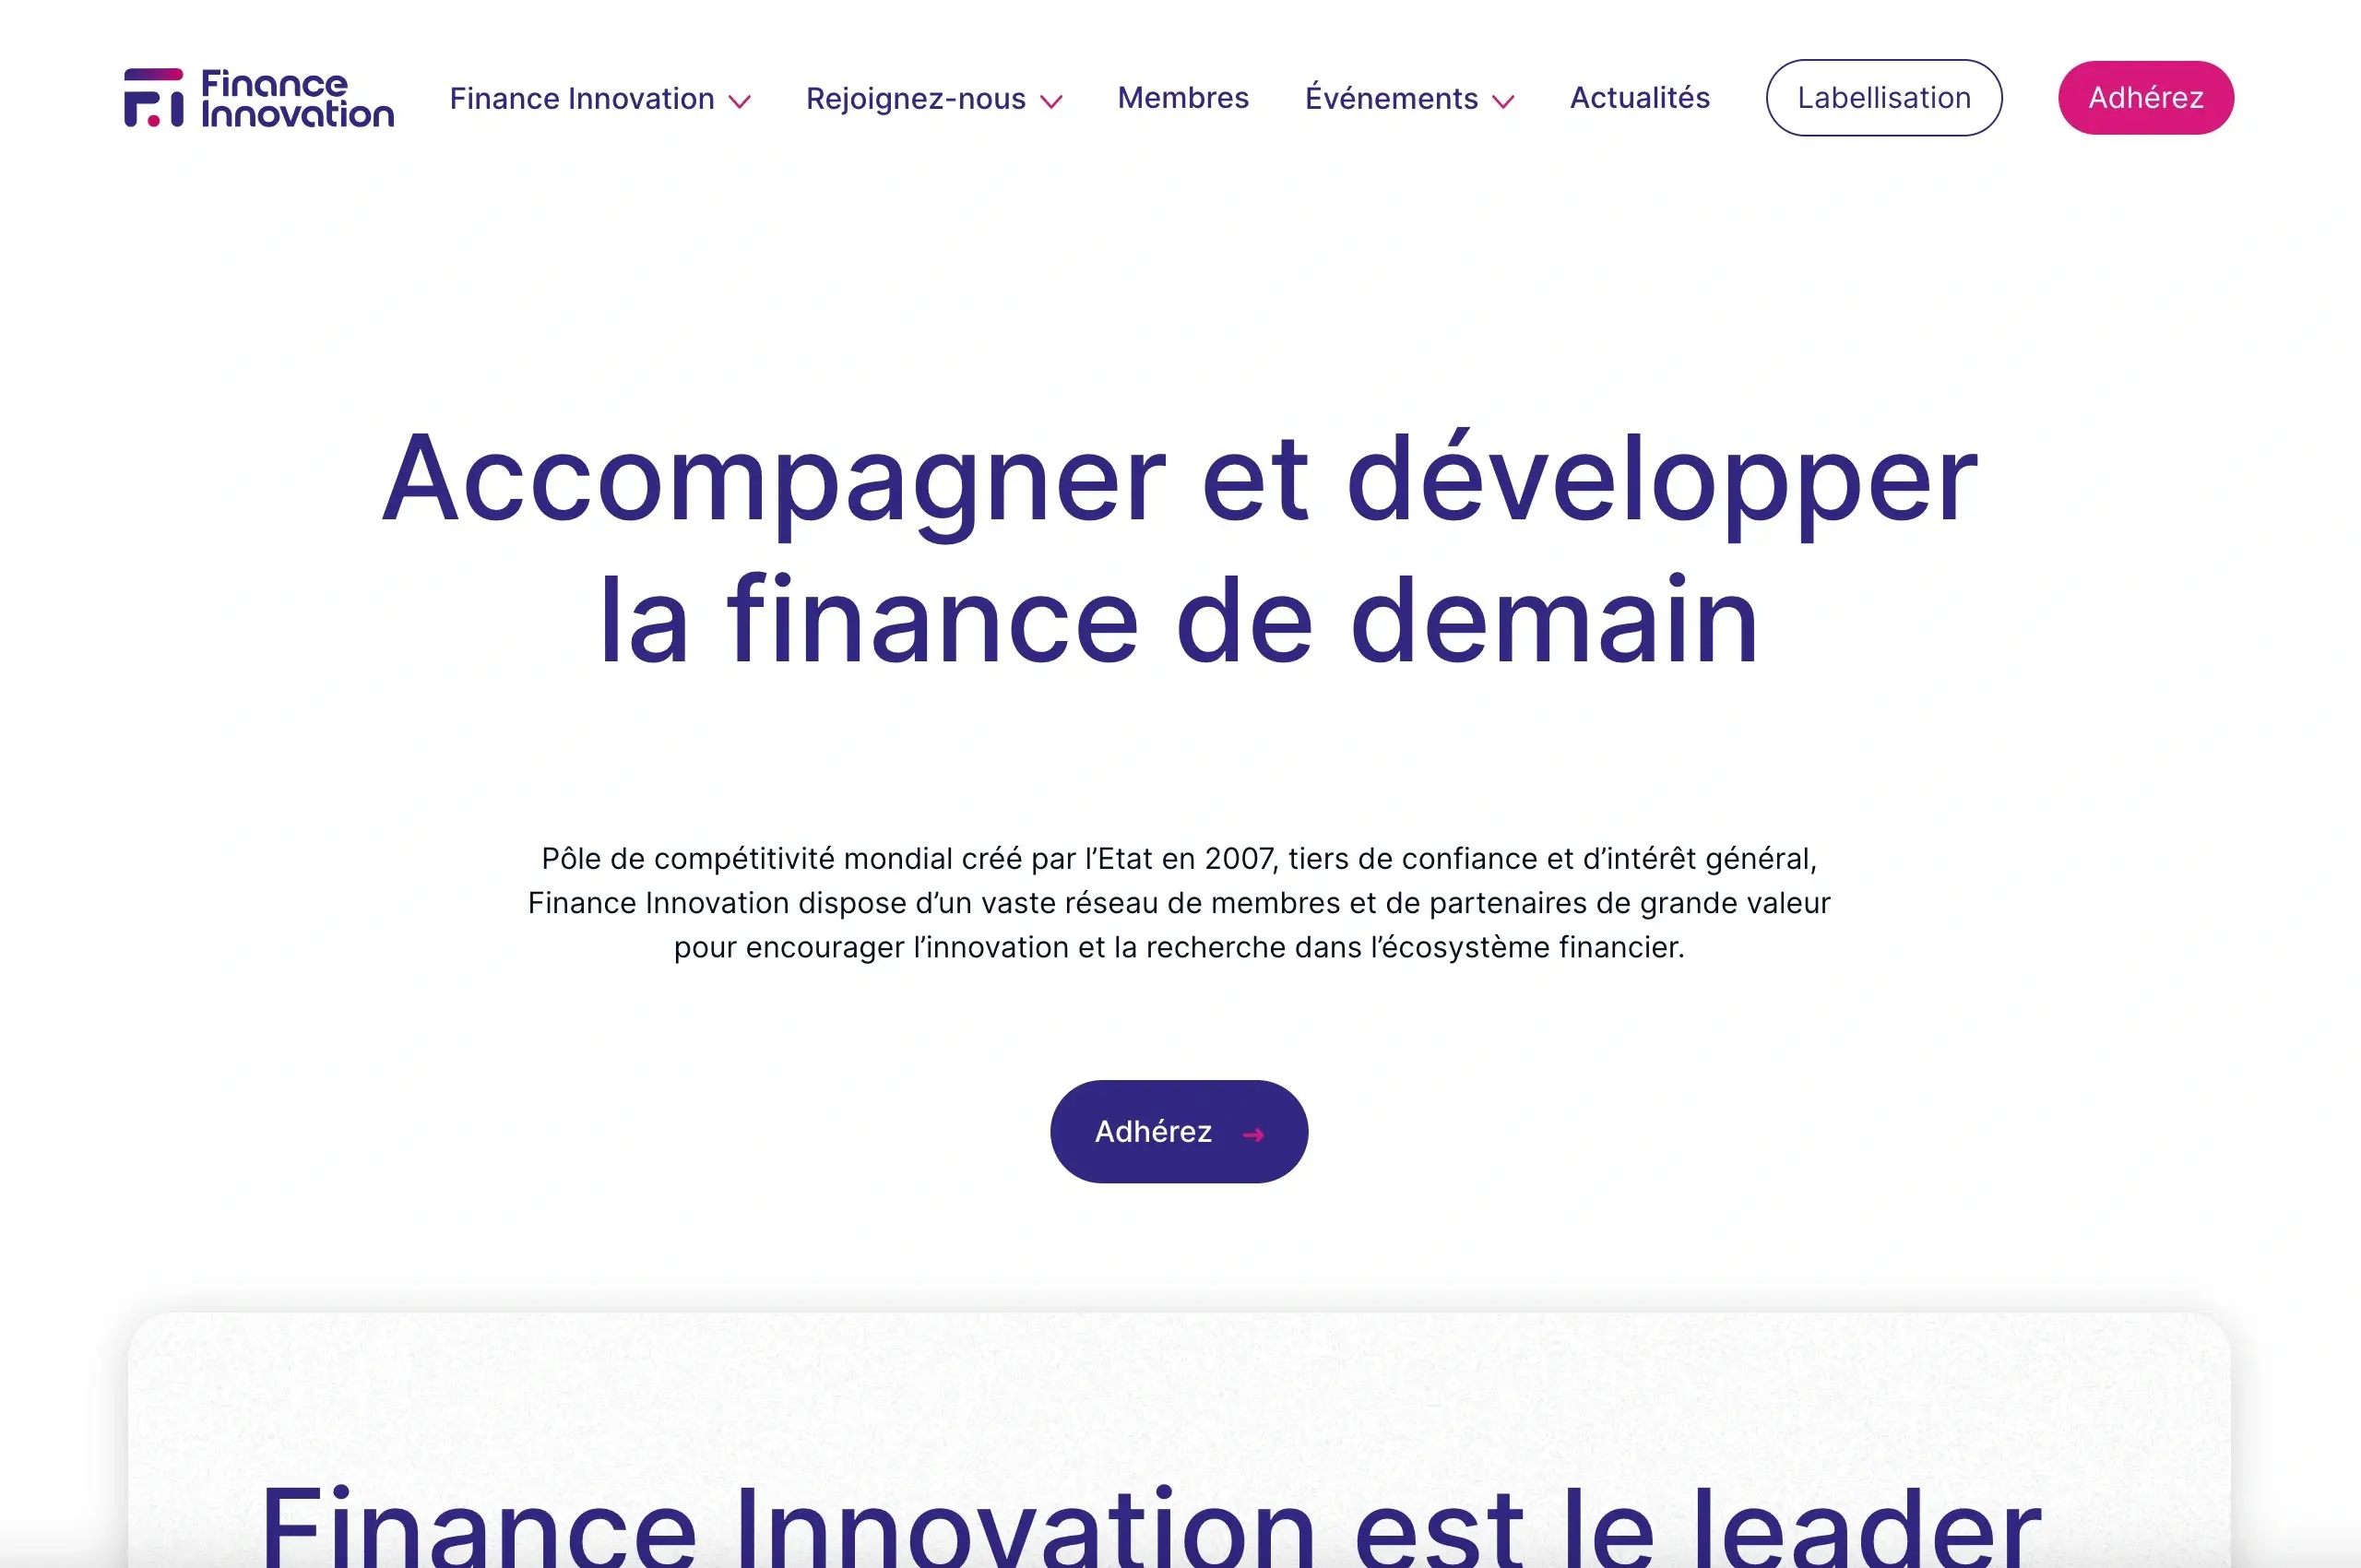 Finance
Innovation
Finance Innovation
Rejoignez-nous
Membres
Événements
Actualités
Labellisation
Adhérez
Accompagner et développer
la finance de demain
Pôle de compétitivité mondial créé par l’Etat en 2007, tiers de confiance et d’intérêt général,
Finance Innovation dispose d’un vaste réseau de membres et de partenaires de grande valeur
pour encourager l’innovation et la recherche dans l’écosystème financier.
Adhérez →
Finance Innovation est le leader